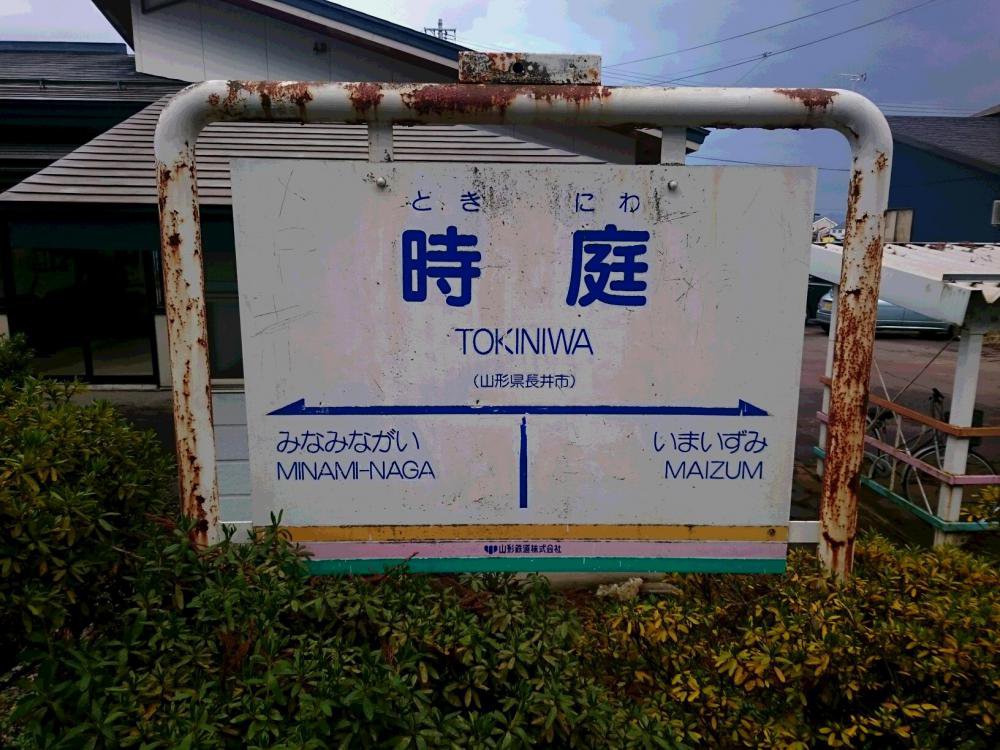 とき にわ
時庭
TOKINIWA
(山形県長井市)
みなみながい いまいずみ
MINAMI-NAGA MAIZUM
山形鉄道株式会社